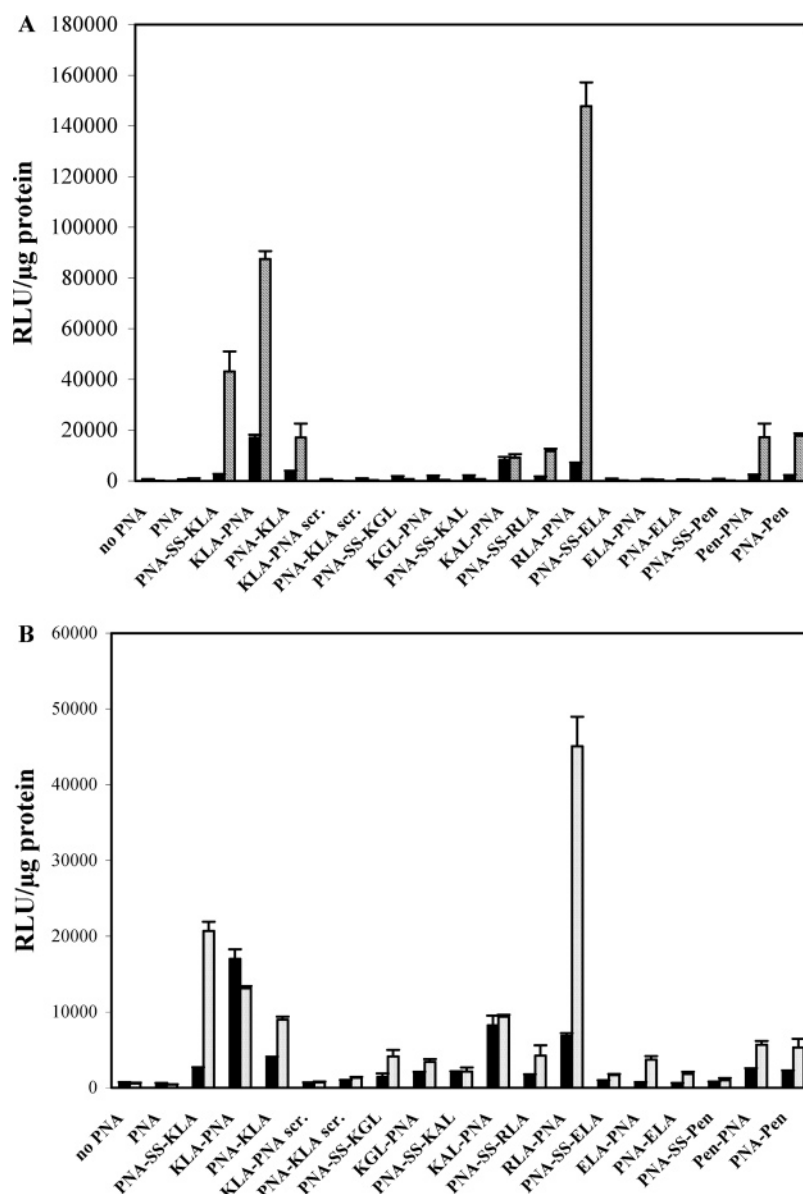 A
180000
160000
140000
120000
100000
80000
60000
40000
20000
0
RLU/µg protein
no PNA
PNA
PNA-SS-KLA
KLA-PNA
PNA-KLA
KLA-PNA scr.
PNA-KLA scr.
PNA-SS-KGL
KGL-PNA
PNA-SS-KAL
KAL-PNA
PNA-SS-RLA
RLA-PNA
PNA-SS-ELA
ELA-PNA
PNA-ELA
PNA-SS-Pen
Pen-PNA
PNA-Pen
B
60000
50000
40000
30000
20000
10000
0
RLU/µg protein
no PNA
PNA
PNA-SS-KLA
KLA-PNA
PNA-KLA
KLA-PNA scr.
PNA-KLA scr.
PNA-SS-KGL
KGL-PNA
PNA-SS-KAL
KAL-PNA
PNA-SS-RLA
RLA-PNA
PNA-SS-ELA
ELA-PNA
PNA-ELA
PNA-SS-Pen
Pen-PNA
PNA-Pen